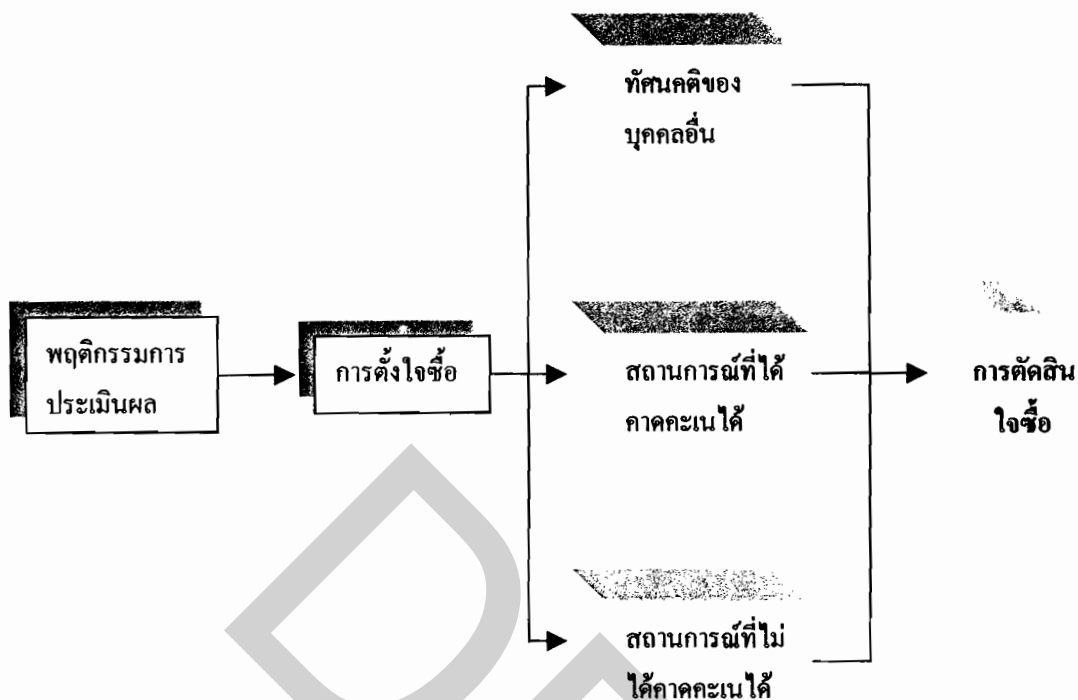 ทัศนคติของ
บุคคลอื่น
พฤติกรรมการ
ประเมินผล
การตั้งใจซื้อ
สถานการณ์ที่ได้
คาดคะเนได้
การตัดสิน
ใจซื้อ
สถานการณ์ที่ไม่
ได้คาดคะเนได้